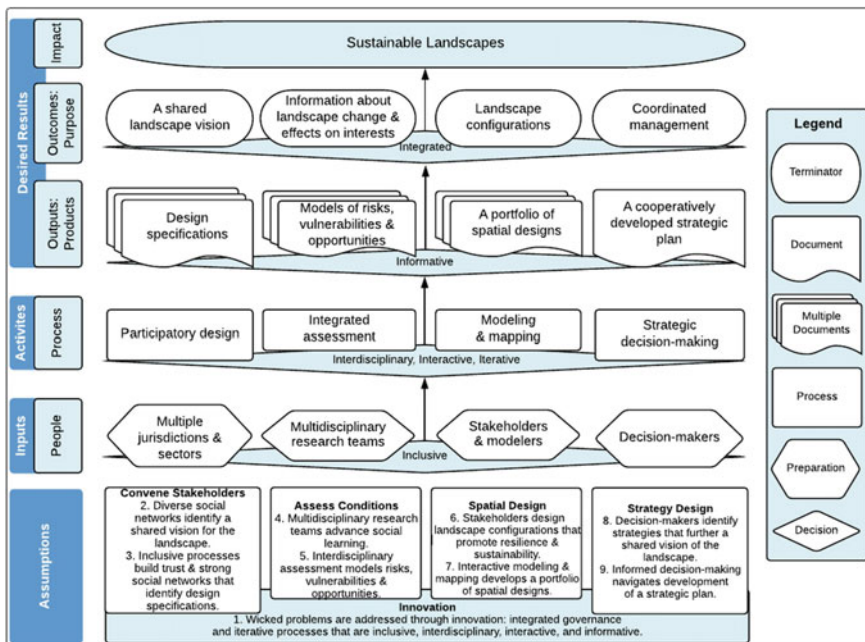 Impact
Sustainable Landscapes
Desired Results
Outcomes:
Purpose
A shared
landscape vision
Information about
landscape change &
effects on interests
Landscape
configurations
Coordinated
management
Integrated
Outputs:
Products
Design
specifications
Models of risks,
vulnerabilities &
opportunities
A portfolio of
spatial designs
A cooperatively
developed strategic
plan
Informative
Activites
Process
Participatory design
Integrated
assessment
Modeling
& mapping
Strategic
decision-making
Interdisciplinary, Interactive, Iterative
Inputs
People
Multiple
jurisdictions &
sectors
Multidisciplinary
research teams
Stakeholders
& modelers
Decision-makers
Inclusive
Assumptions
Convene Stakeholders
2. Diverse social
networks identify a
shared vision for the
landscape.
3. Inclusive processes
build trust & strong
social networks that
identify design
specifications.
Assess Conditions
4. Multidisciplinary research
teams advance social
learning.
5. Interdisciplinary
assessment models risks,
vulnerabilities &
opportunities.
Spatial Design
6. Stakeholders design
landscape configurations that
promote resilience &
sustainability.
7. Interactive modeling &
mapping develops a portfolio
of spatial designs.
Strategy Design
8. Decision-makers identify
strategies that further a
shared vision of the
landscape.
9. Informed decision-making
navigates development of
a strategic plan.
Innovation
1. Wicked problems are addressed through innovation: integrated governance
and iterative processes that are inclusive, interdisciplinary, interactive, and informative.
Legend
Terminator
Document
Multiple
Documents
Process
Preparation
Decision